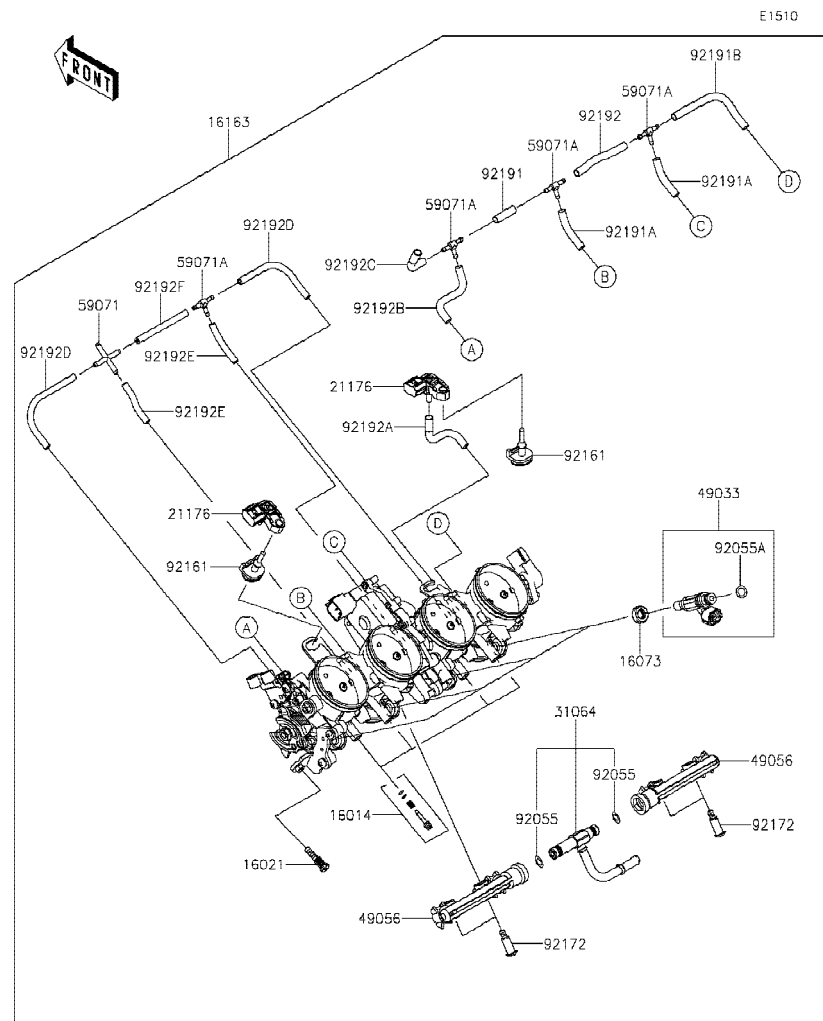 E1510
FRONT
92191B
59071A
92192
16163
59071A
92191
92191A
D
59071A
C
92192D
92191A
59071A
92192C
B
92192F
59071
92192B
A
92192D
92192E
21176
92192E
92192A
92161
49033
21176
D
C
92055A
92161
B
A
16073
31064
49056
92055
16014
92055
92172
16021
49056
92172